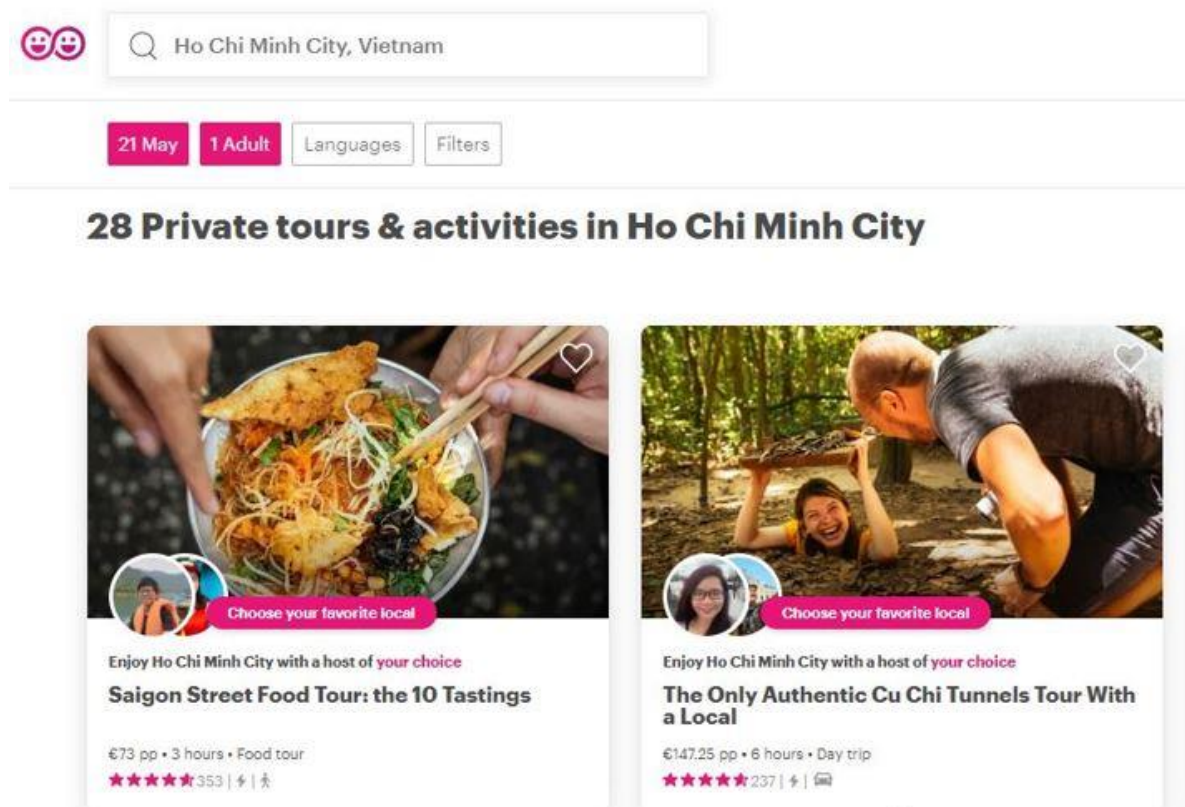 Ho Chi Minh City, Vietnam
21 May
1 Adult
Languages
Filters
28 Private tours & activities in Ho Chi Minh City
Choose your favorite local
Enjoy Ho Chi Minh City with a host of your choice
Saigon Street Food Tour: the 10 Tastings
€73 pp • 3 hours • Food tour
353
Choose your favorite local
Enjoy Ho Chi Minh City with a host of your choice
The Only Authentic Cu Chi Tunnels Tour With
a Local
€147.25 pp • 6 hours • Day trip
237